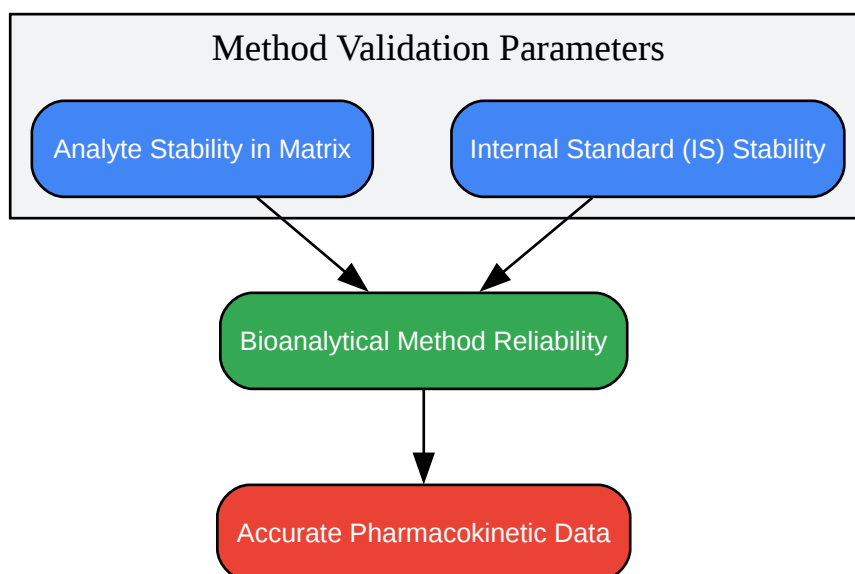 Method Validation Parameters
Analyte Stability in Matrix
Internal Standard (IS) Stability
Bioanalytical Method Reliability
Accurate Pharmacokinetic Data